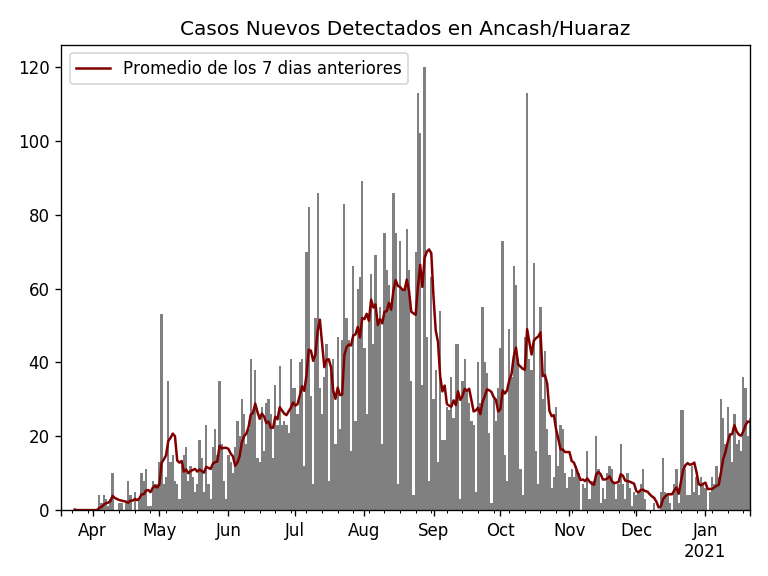 Casos Nuevos Detectados en Ancash/Huaraz
Promedio de los 7 dias anteriores
120
100
80
60
40
20
0
Apr May Jun Jul Aug Sep Oct Nov Dec Jan
2021